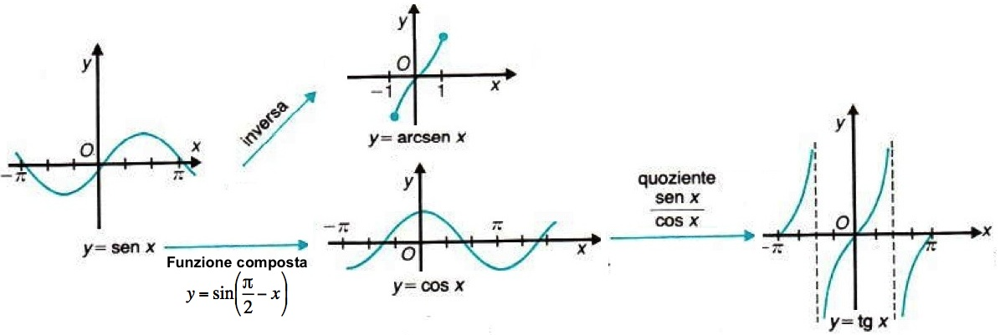 y
O
x
−π
π
y = sen x
inversa
y
O
−1
1
x
y = arcsen x
Funzione composta
y = sin(π/2 − x)
y
−π
π
O
x
y = cos x
quoziente
sen x
cos x
y
O
x
−π
π
y = tg x